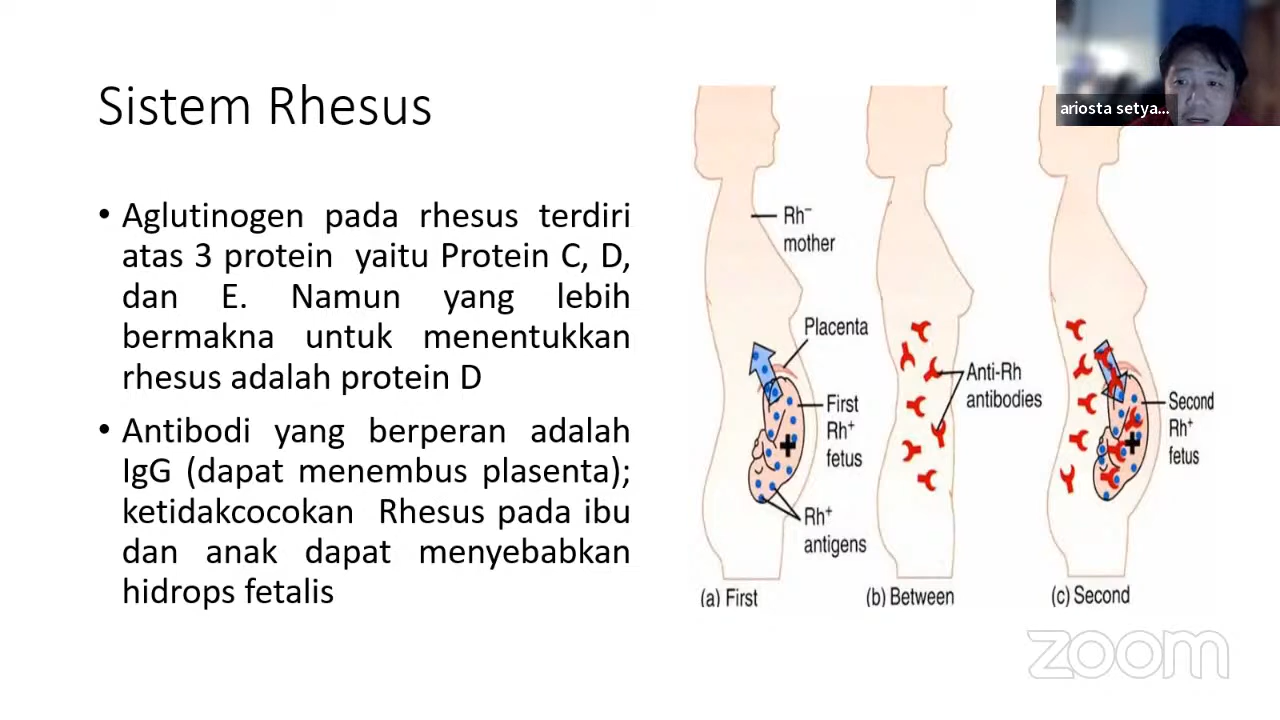 Sistem Rhesus
• Aglutinogen pada rhesus terdiri
atas 3 protein yaitu Protein C, D,
dan E. Namun yang lebih
bermakna untuk menentukkan
rhesus adalah protein D
• Antibodi yang berperan adalah
IgG (dapat menembus plasenta);
ketidakcocokan Rhesus pada ibu
dan anak dapat menyebabkan
hidrops fetalis
ariosta setya...
Rh⁻
mother
Placenta
First
Rh⁺
fetus
Rh⁺
antigens
(a) First
Anti-Rh
antibodies
(b) Between
Second
Rh⁺
fetus
(c) Second
zoom